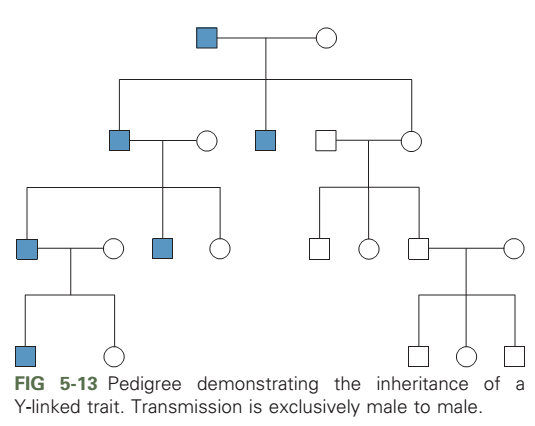 FIG 5-13 Pedigree demonstrating the inheritance of a
Y-linked trait. Transmission is exclusively male to male.